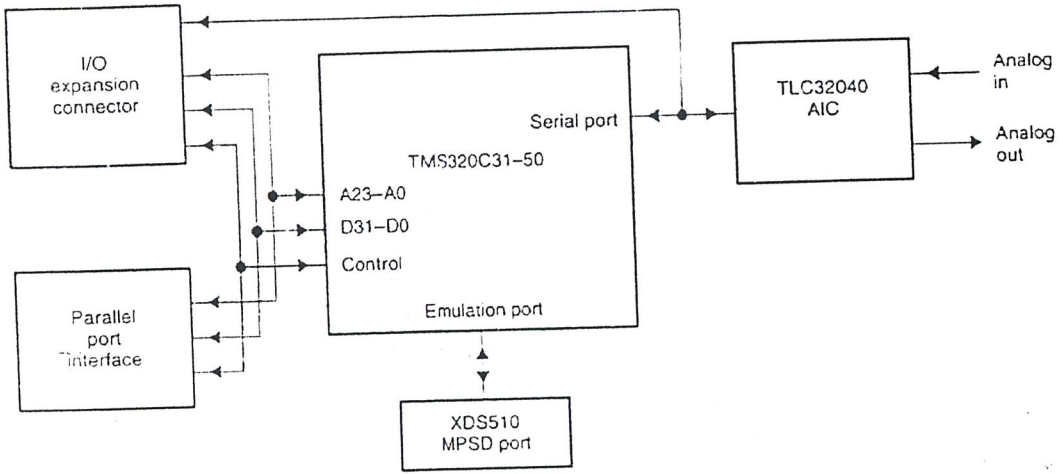 I/O
expansion
connector
Serial port
TMS320C31-50
A23-A0
D31-D0
Control
Emulation port
TLC32040
AIC
Analog
in
Analog
out
Parallel
port
interface
XDS510
MPSD port